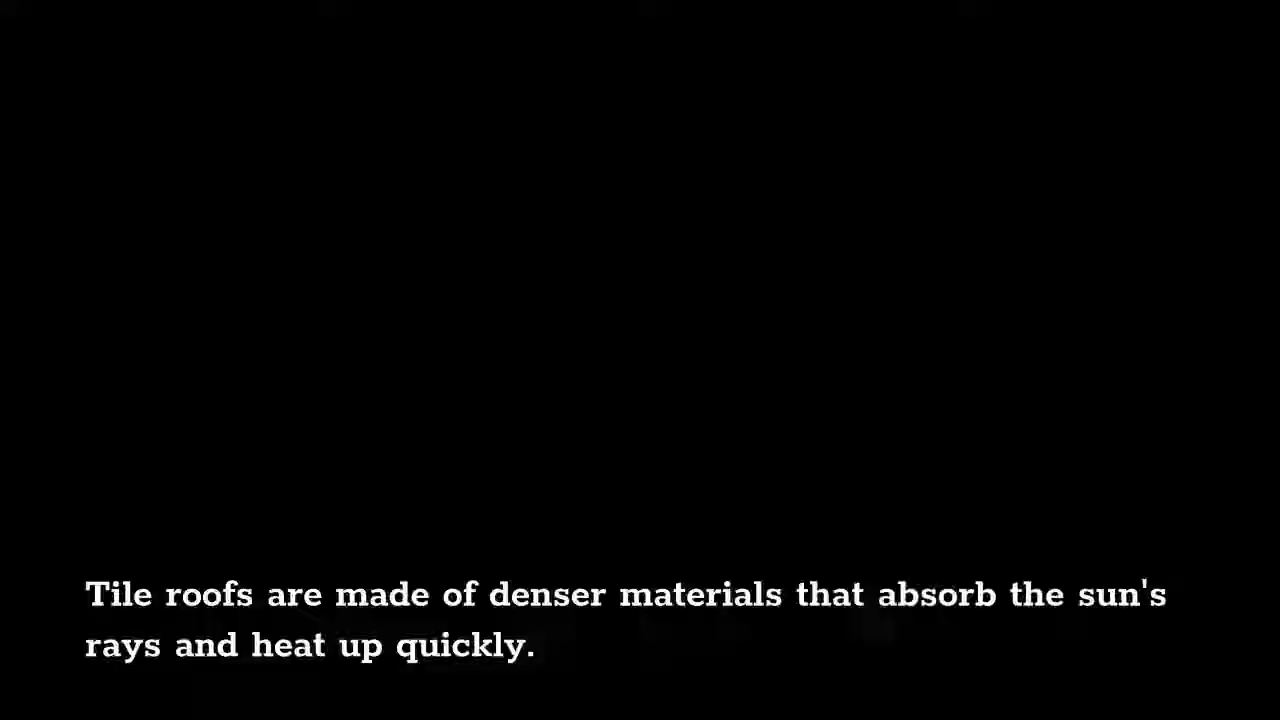 Tile roofs are made of denser materials that absorb the sun's
rays and heat up quickly.